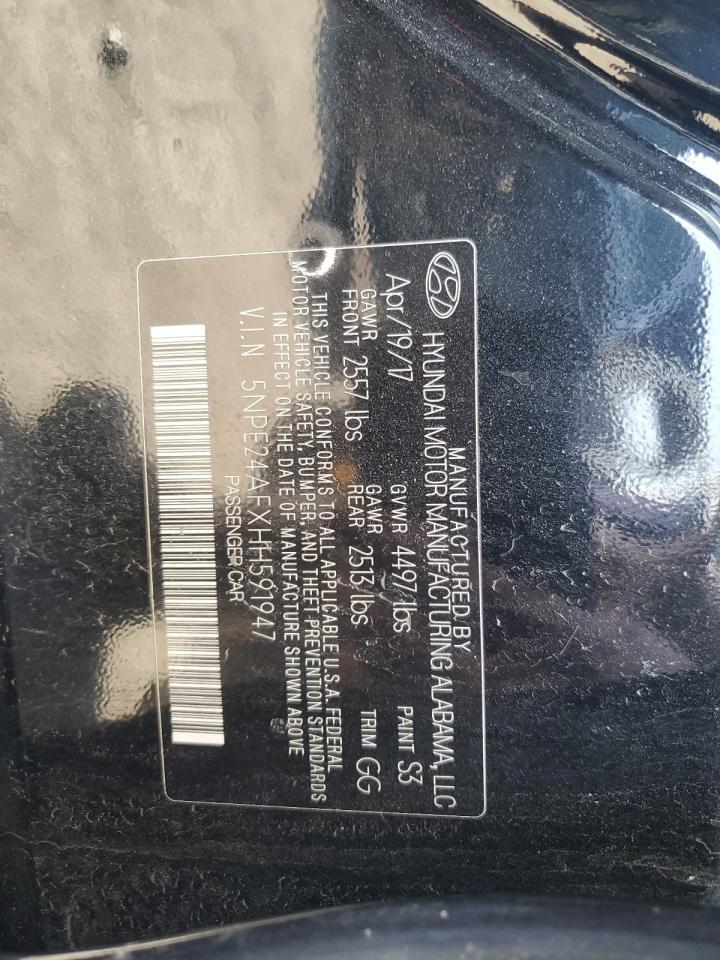 MANUFACTURED BY
HYUNDAI MOTOR MANUFACTURING ALABAMA, LLC
Apr/19/17 GVWR 4497 lbs PAINT S3
GAWR FRONT 2557 lbs GAWR REAR 2513 lbs TRIM GG
THIS VEHICLE CONFORMS TO ALL APPLICABLE U.S.A. FEDERAL
MOTOR VEHICLE SAFETY, BUMPER, AND THEFT PREVENTION STANDARDS
IN EFFECT ON THE DATE OF MANUFACTURE SHOWN ABOVE
V.I.N 5NPE24AFXHH591947
PASSENGER CAR